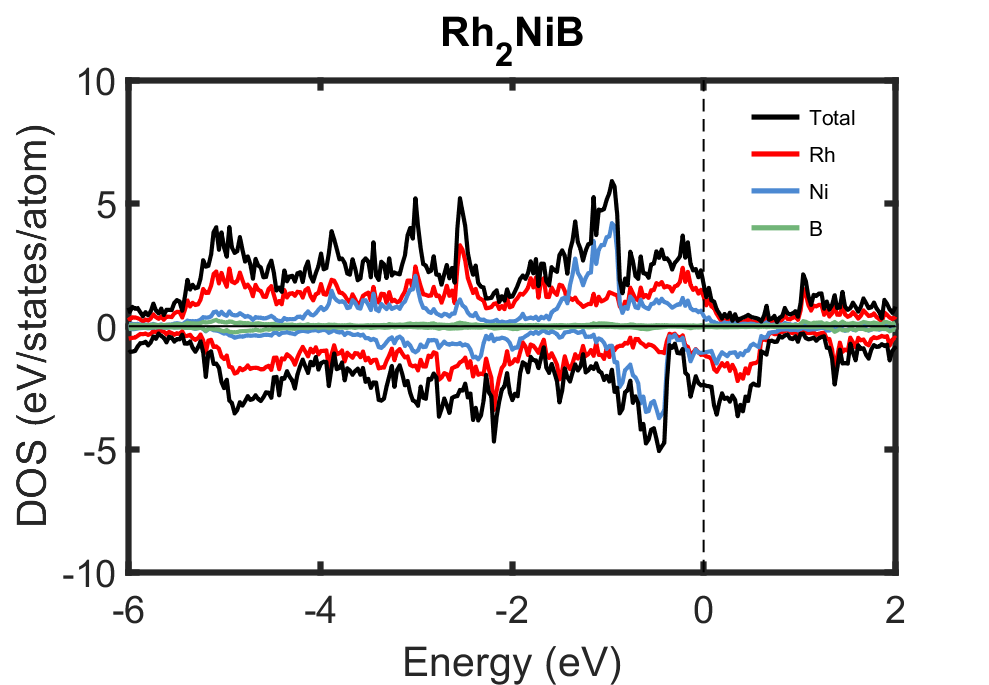 Rh₂NiB
10
5
0
-5
-10
DOS (eV/states/atom)
Total
Rh
Ni
B
-6 -4 -2 0 2
Energy (eV)